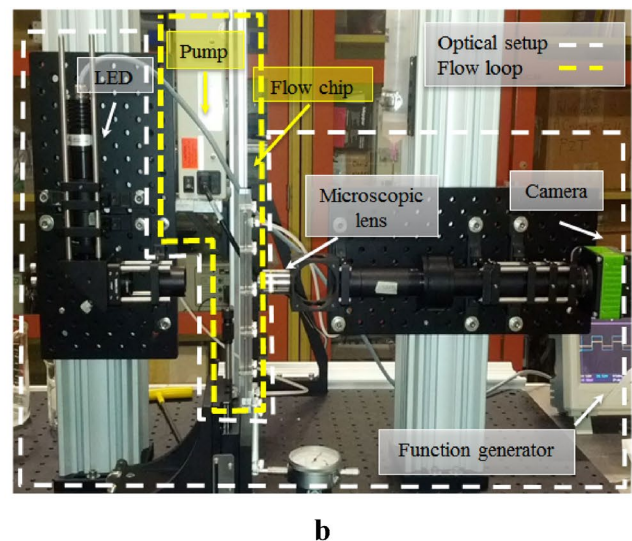 Optical setup
Flow loop
LED
Pump
Flow chip
Microscopic
lens
Camera
Function generator
b